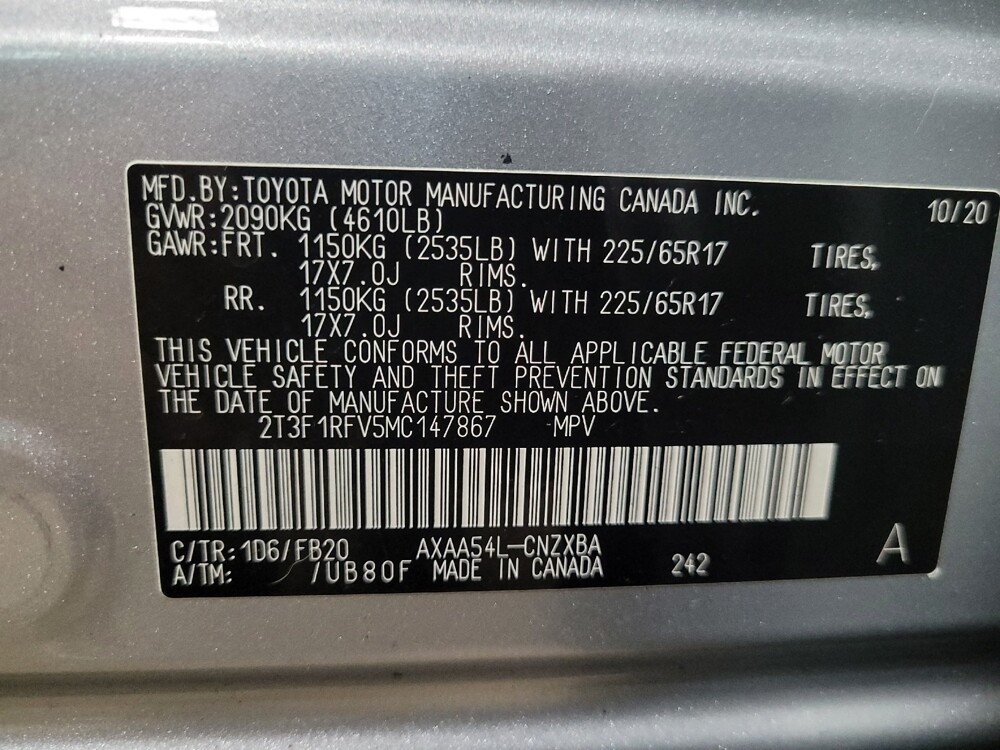 MFD.BY:TOYOTA MOTOR MANUFACTURING CANADA INC. 10/20
GVWR:2090KG (4610LB)
GAWR:FRT. 1150KG (2535LB) WITH 225/65R17 TIRES,
17X7.0J RIMS.
RR. 1150KG (2535LB) WITH 225/65R17 TIRES,
17X7.0J RIMS.
THIS VEHICLE CONFORMS TO ALL APPLICABLE FEDERAL MOTOR
VEHICLE SAFETY AND THEFT PREVENTION STANDARDS IN EFFECT ON
THE DATE OF MANUFACTURE SHOWN ABOVE.
2T3F1RFV5MC147867 MPV
C/TR:1D6/FB20 AXAA54L-CNZXBA A
A/TM: /UB80F MADE IN CANADA 242